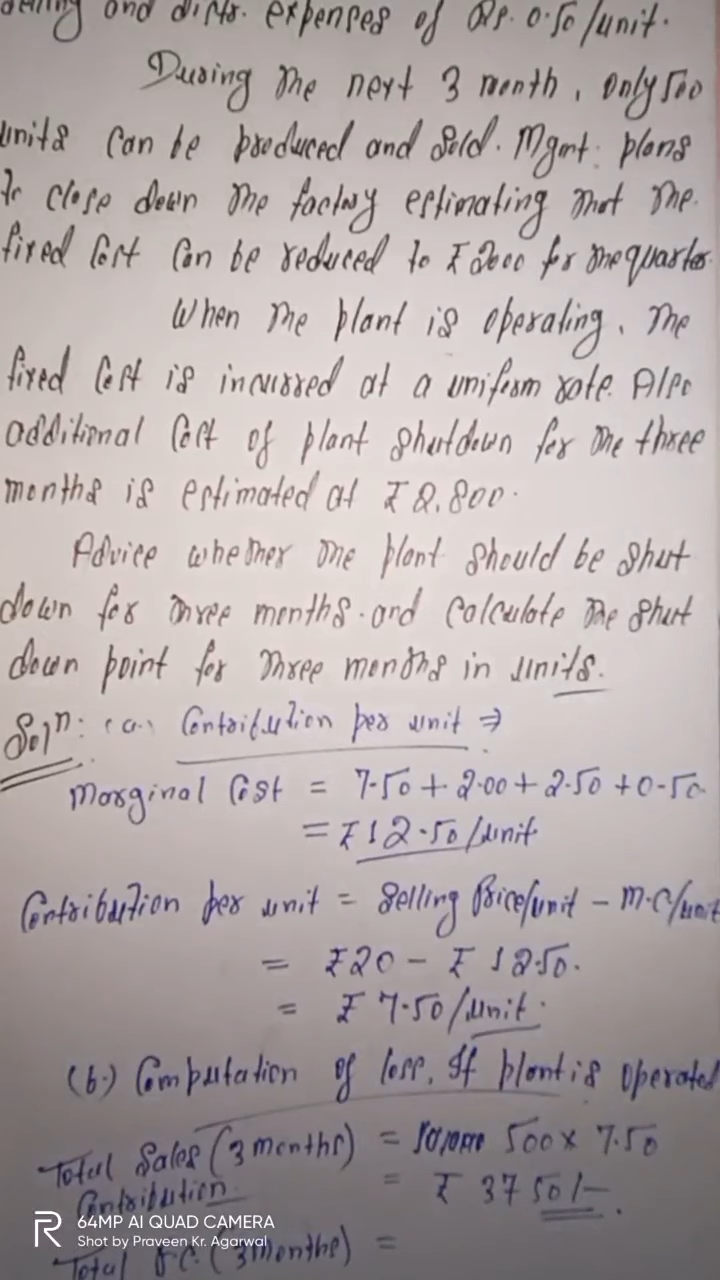 Selling and distr. expenses of Rs. 0.50/unit.
During the next 3 month, only 500
units can be produced and sold. Mgmt. plans
to close down the factory estimating that the
fixed cost can be reduced to ₹2000 for the quarter.
When the plant is operating, the
fixed cost is incurred at a uniform rate. Also
additional cost of plant shutdown for the three
months is estimated at ₹2,800.
Advice whether the plant should be shut
down for three months and calculate the shut
down point for three months in units.
Soln: (a) Contribution per unit ⇒
Marginal Cost = 7.50 + 2.00 + 2.50 + 0.50
= ₹12.50/unit
Contribution per unit = Selling Price/unit - M.C/unit
= ₹20 - ₹12.50.
= ₹7.50/unit.
(b.) Computation of loss, If plant is operated
Total Sales (3 months) = 500 x 7.50
Contribution = ₹3750/-.
Total F.C. (3 months) =
64MP AI QUAD CAMERA
Shot by Praveen Kr. Agarwal